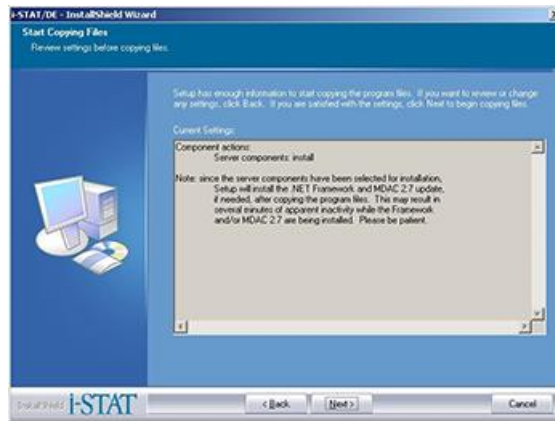 i-STAT/DE - InstallShield Wizard
Start Copying Files
Review settings before copying files.
Setup has enough information to start copying the program files. If you want to review or change
any settings, click Back. If you are satisfied with the settings, click Next to begin copying files.
Current Settings:
Component actions:
Server components: install
Note: since the server components have been selected for installation,
Setup will install the .NET Framework and MDAC 2.7 update,
if needed, after copying the program files. This may result in
several minutes of apparent inactivity while the Framework
and/or MDAC 2.7 are being installed. Please be patient.
InstallShield i-STAT
< Back Next > Cancel